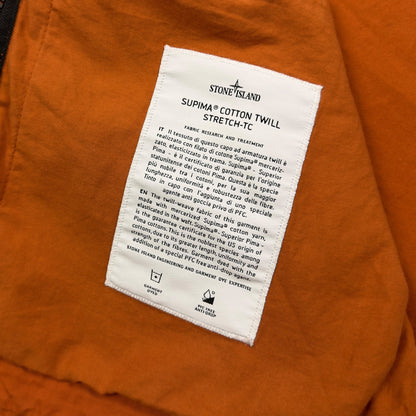 STONE ISLAND
SUPIMA® COTTON TWILL
STRETCH-TC
FABRIC RESEARCH AND TREATMENT
IT Il tessuto di questo capo ad armatura twill è
realizzato con filato di cotone Supima® merceriz-
zato, elasticizzato in trama. Supima® - Superior
Pima - è il certificato di garanzia per l'origine
statunitense dei cotoni Pima. Questa è la specie
più nobile tra i cotoni, per la sua maggior
lunghezza, uniformità e robustezza delle fibre.
Tinto in capo con l'aggiunta di uno speciale
agente anti goccia privo di PFC.
EN The twill-weave fabric of this garment is
made with mercerized Supima® cotton yarn,
elasticated in the weft. Supima®- Superior Pima -
is the guarantee certificate for the US origin of
Pima cottons. This is the noblest species among
cottons, due to its greater length, uniformity and
strength of the fibres. Garment dyed with the
addition of a special PFC free anti-drop agent.
STONE ISLAND ENGINEERING AND GARMENT DYE EXPERTISE
GARMENT
DYED
PFC FREE
ANTI DROP